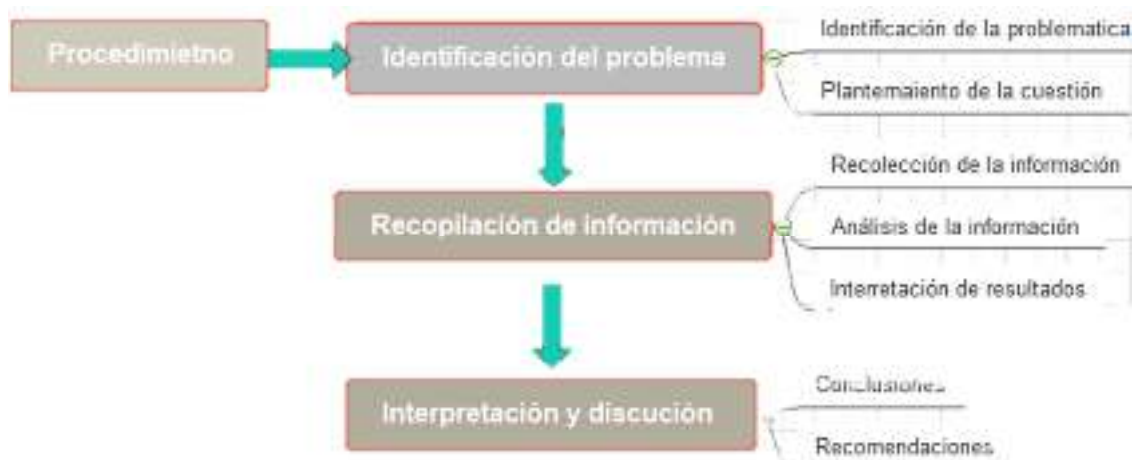 Procedimietno
Identificación del problema
Identificación de la problematica
Plantemaiento de la cuestión
Recopilación de información
Recolección de la información
Análisis de la información
Interretación de resultados
Interpretación y discución
Conclusiones
Recomendaciones